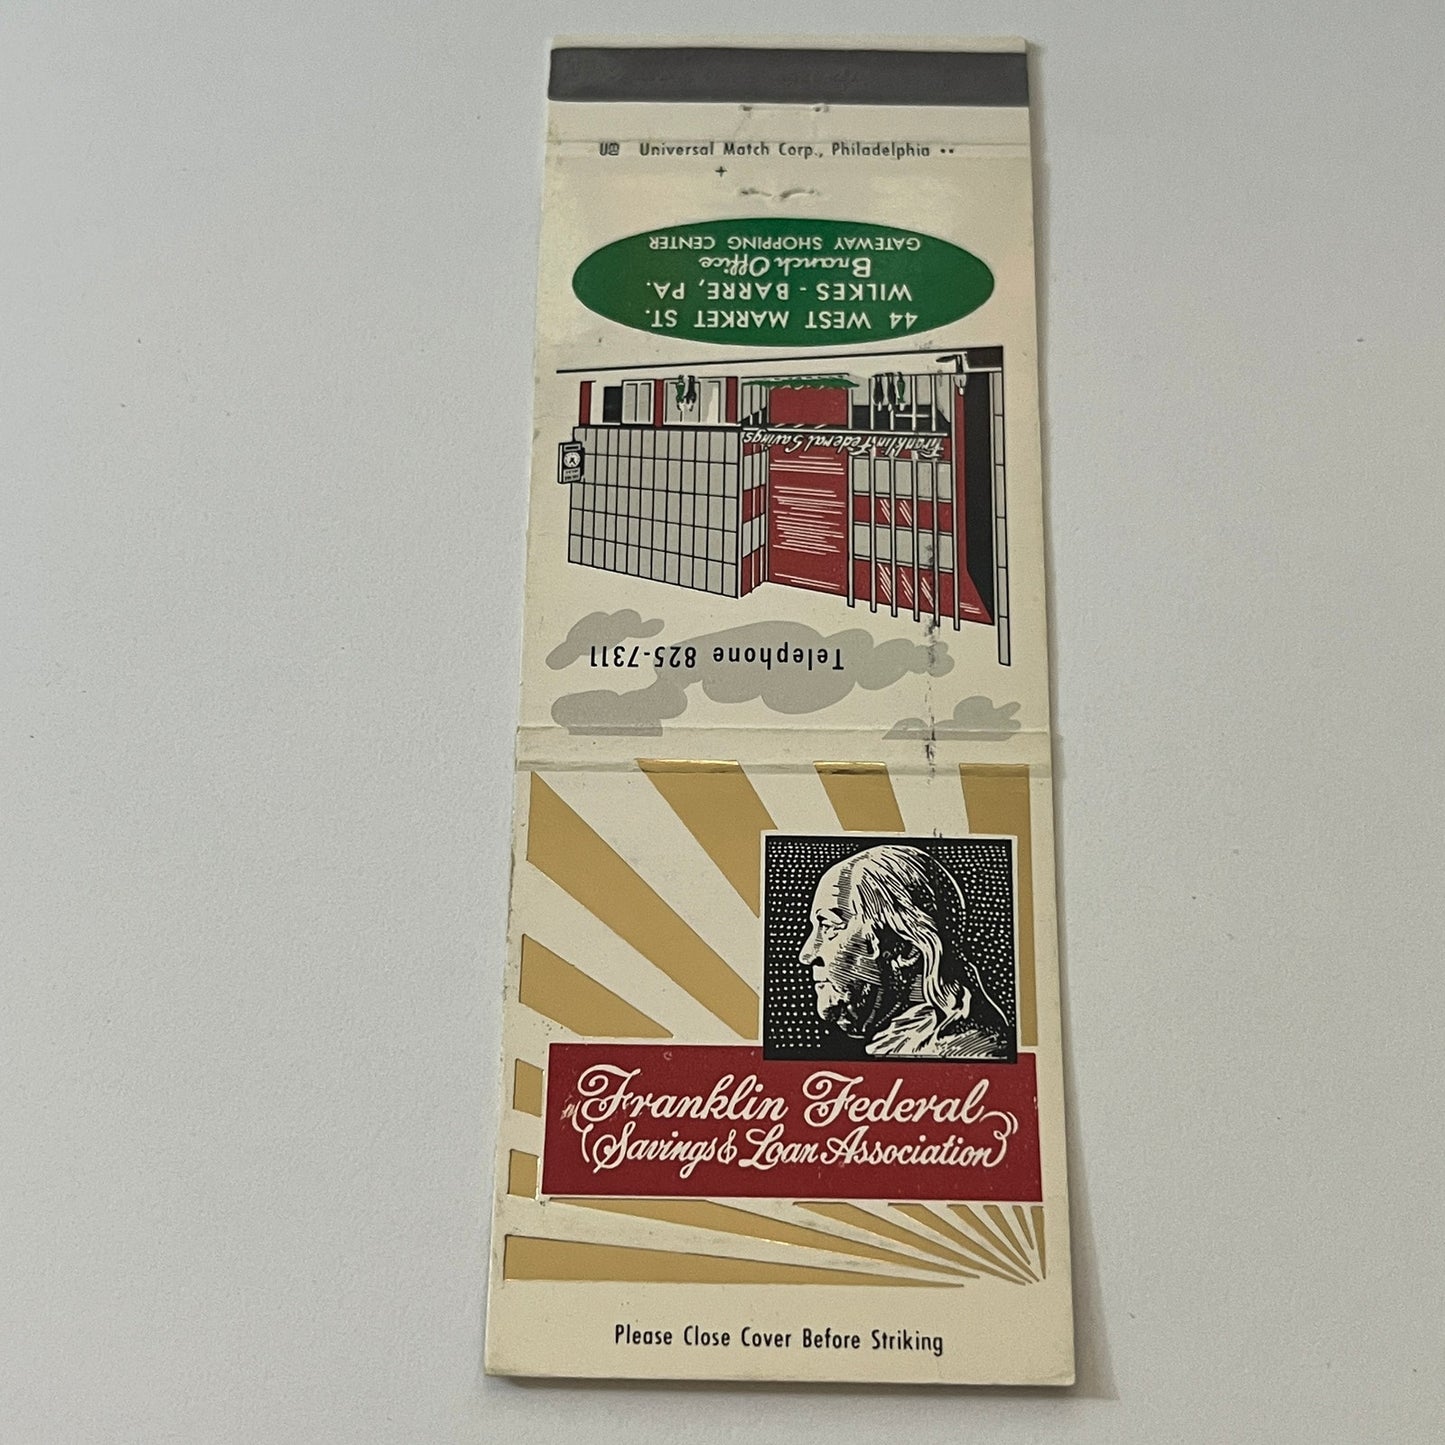 UM Universal Match Corp., Philadelphia
44 WEST MARKET ST.
WILKES - BARRE, PA.
Branch Office
GATEWAY SHOPPING CENTER
Franklin Federal Savings
Telephone 825-7311
Franklin Federal
Savings & Loan Association
Please Close Cover Before Striking